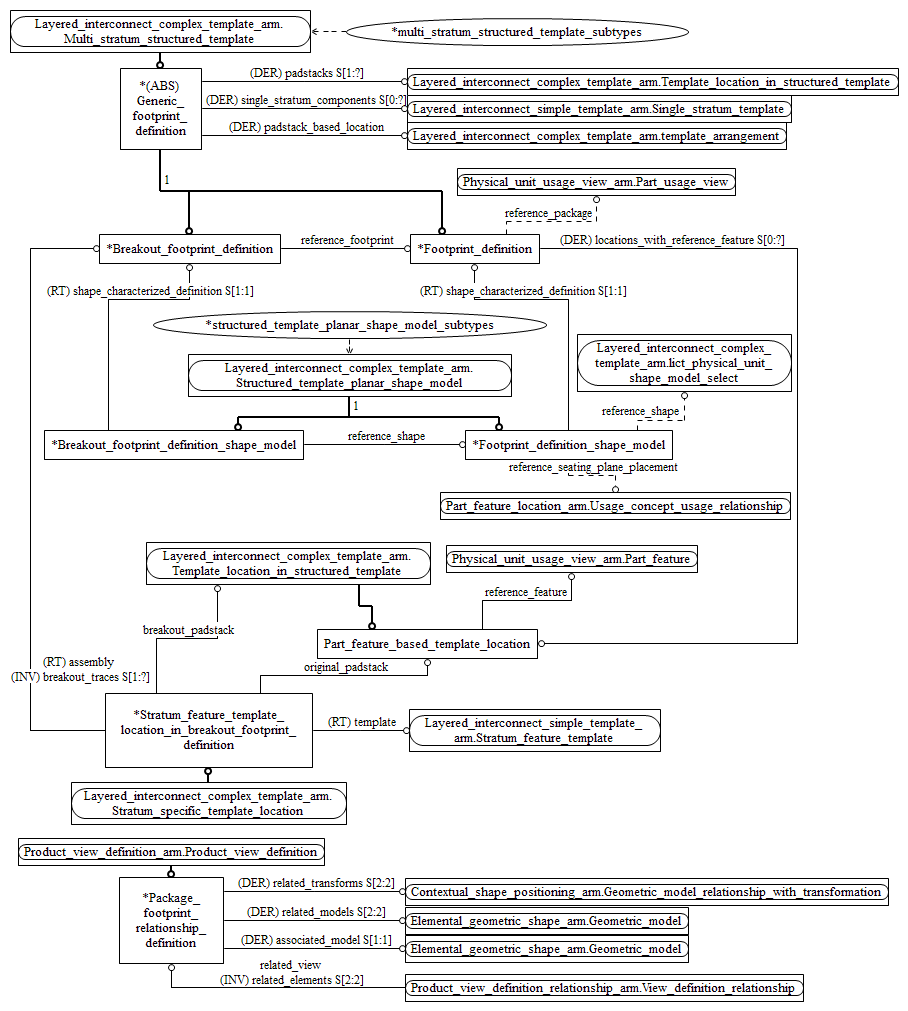 Layered_interconnect_complex_template_arm.
Multi_stratum_structured_template
*multi_stratum_structured_template_subtypes
*(ABS)
Generic_
footprint_
definition
(DER) padstacks S[1:?]
Layered_interconnect_complex_template_arm.Template_location_in_structured_template
(DER) single_stratum_components S[0:?]
Layered_interconnect_simple_template_arm.Single_stratum_template
(DER) padstack_based_location
Layered_interconnect_complex_template_arm.template_arrangement
1
Physical_unit_usage_view_arm.Part_usage_view
reference_package
*Breakout_footprint_definition
reference_footprint
*Footprint_definition
(DER) locations_with_reference_feature S[0:?]
(RT) shape_characterized_definition S[1:1]
(RT) shape_characterized_definition S[1:1]
*structured_template_planar_shape_model_subtypes
Layered_interconnect_complex_template_arm.
Structured_template_planar_shape_model
Layered_interconnect_complex_
template_arm.lict_physical_unit_
shape_model_select
1
reference_shape
*Breakout_footprint_definition_shape_model
reference_shape
*Footprint_definition_shape_model
reference_seating_plane_placement
Part_feature_location_arm.Usage_concept_usage_relationship
Layered_interconnect_complex_template_arm.
Template_location_in_structured_template
Physical_unit_usage_view_arm.Part_feature
reference_feature
breakout_padstack
Part_feature_based_template_location
original_padstack
(RT) assembly
(INV) breakout_traces S[1:?]
*Stratum_feature_template_
location_in_breakout_footprint_
definition
(RT) template
Layered_interconnect_simple_template_
arm.Stratum_feature_template
Layered_interconnect_complex_template_arm.
Stratum_specific_template_location
Product_view_definition_arm.Product_view_definition
*Package_
footprint_
relationship_
definition
(DER) related_transforms S[2:2]
Contextual_shape_positioning_arm.Geometric_model_relationship_with_transformation
(DER) related_models S[2:2]
Elemental_geometric_shape_arm.Geometric_model
(DER) associated_model S[1:1]
Elemental_geometric_shape_arm.Geometric_model
related_view
(INV) related_elements S[2:2]
Product_view_definition_relationship_arm.View_definition_relationship